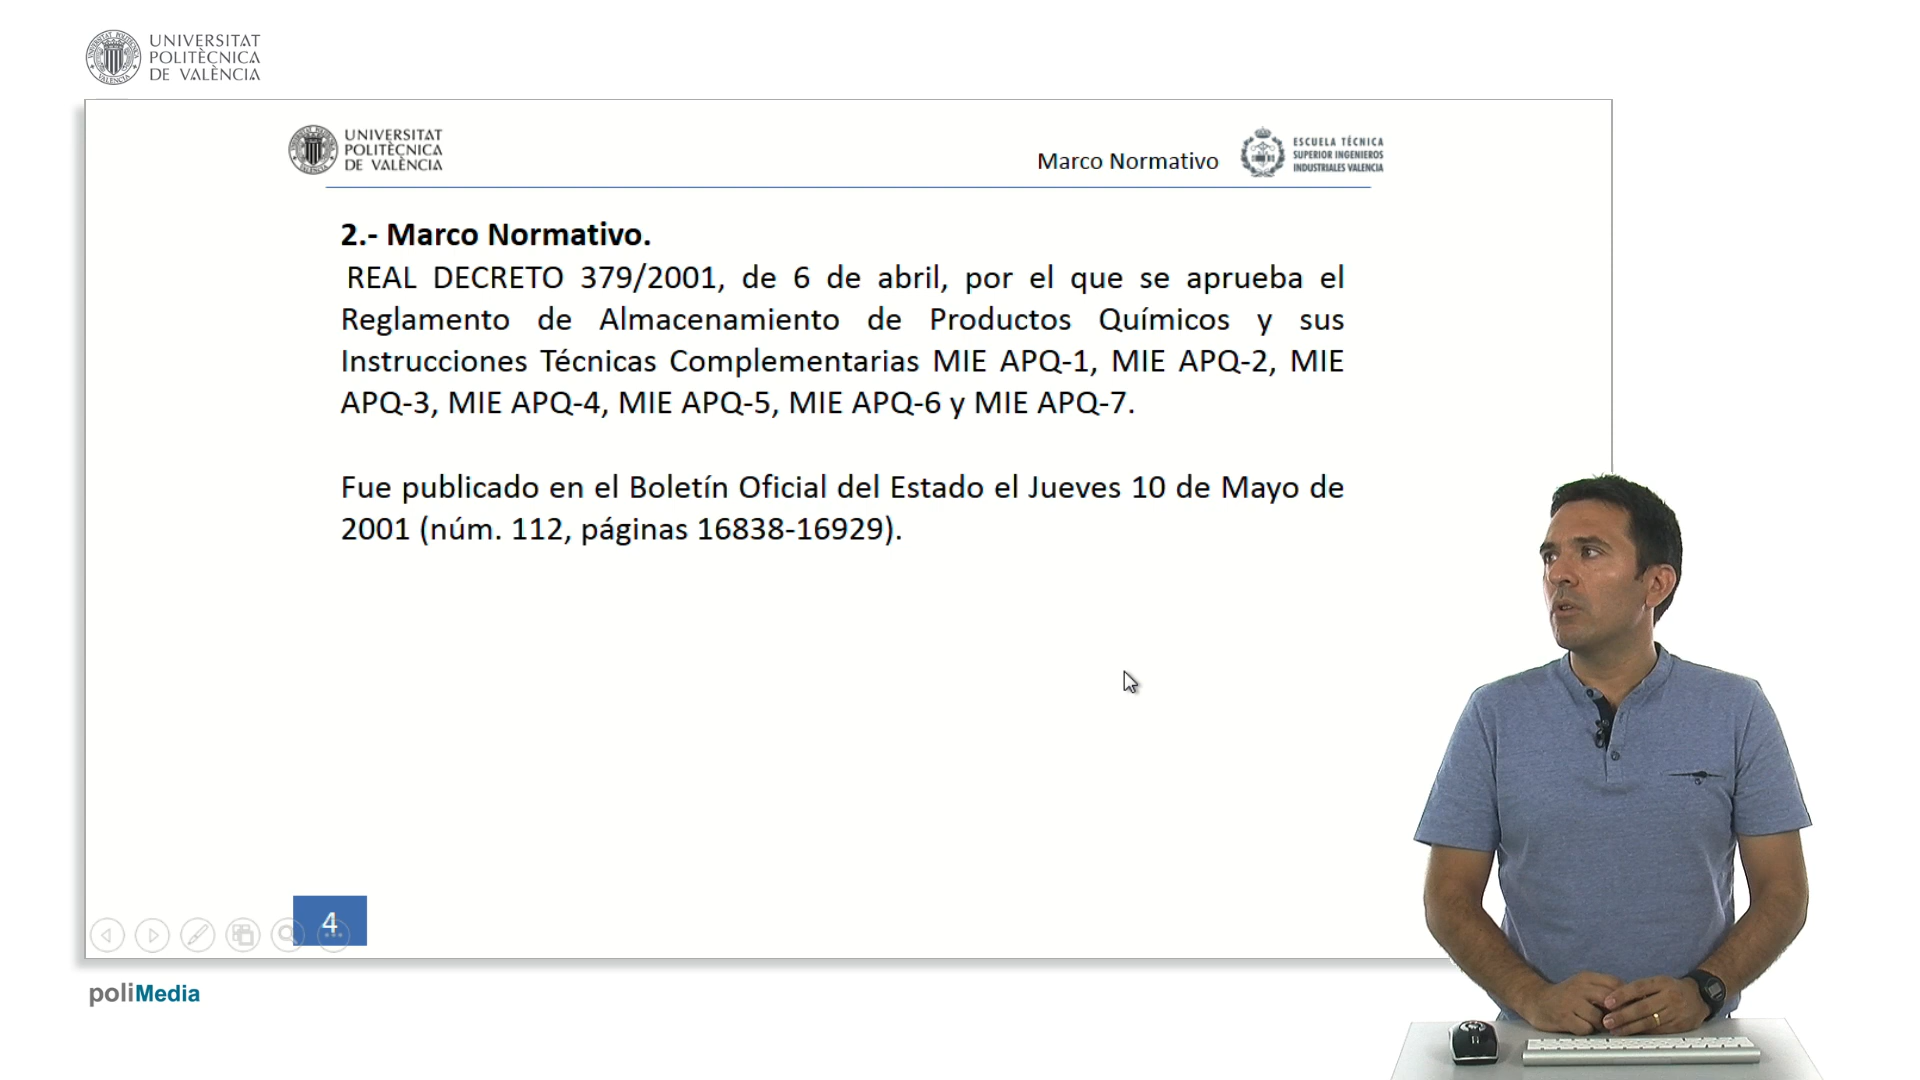 UNIVERSITAT
POLITÈCNICA
DE VALÈNCIA
UNIVERSITAT
POLITÈCNICA
DE VALÈNCIA
Marco Normativo
ESCUELA TÉCNICA
SUPERIOR INGENIEROS
INDUSTRIALES VALENCIA
2.- Marco Normativo.
REAL DECRETO 379/2001, de 6 de abril, por el que se aprueba el
Reglamento de Almacenamiento de Productos Químicos y sus
Instrucciones Técnicas Complementarias MIE APQ-1, MIE APQ-2, MIE
APQ-3, MIE APQ-4, MIE APQ-5, MIE APQ-6 y MIE APQ-7.
Fue publicado en el Boletín Oficial del Estado el Jueves 10 de Mayo de
2001 (núm. 112, páginas 16838-16929).
4
poliMedia